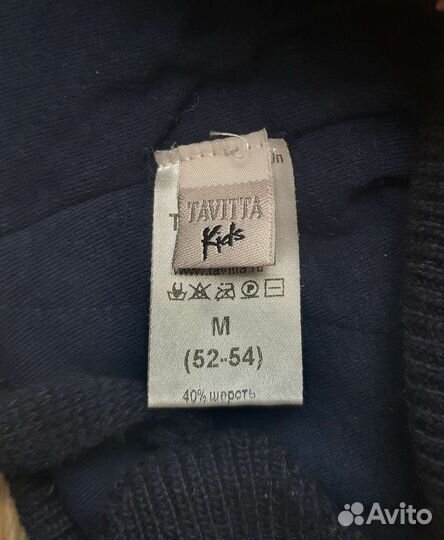 TAVITTA
Kids
www.tavitta.ru
M
(52-54)
40% шерсть
Avito